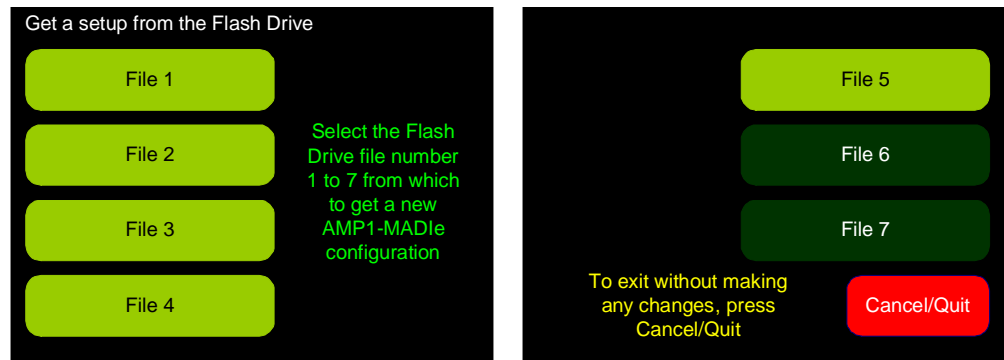 Get a setup from the Flash Drive
File 1
File 2
File 3
File 4
Select the Flash
Drive file number
1 to 7 from which
to get a new
AMP1-MADIe
configuration
File 5
File 6
File 7
To exit without making
any changes, press
Cancel/Quit
Cancel/Quit